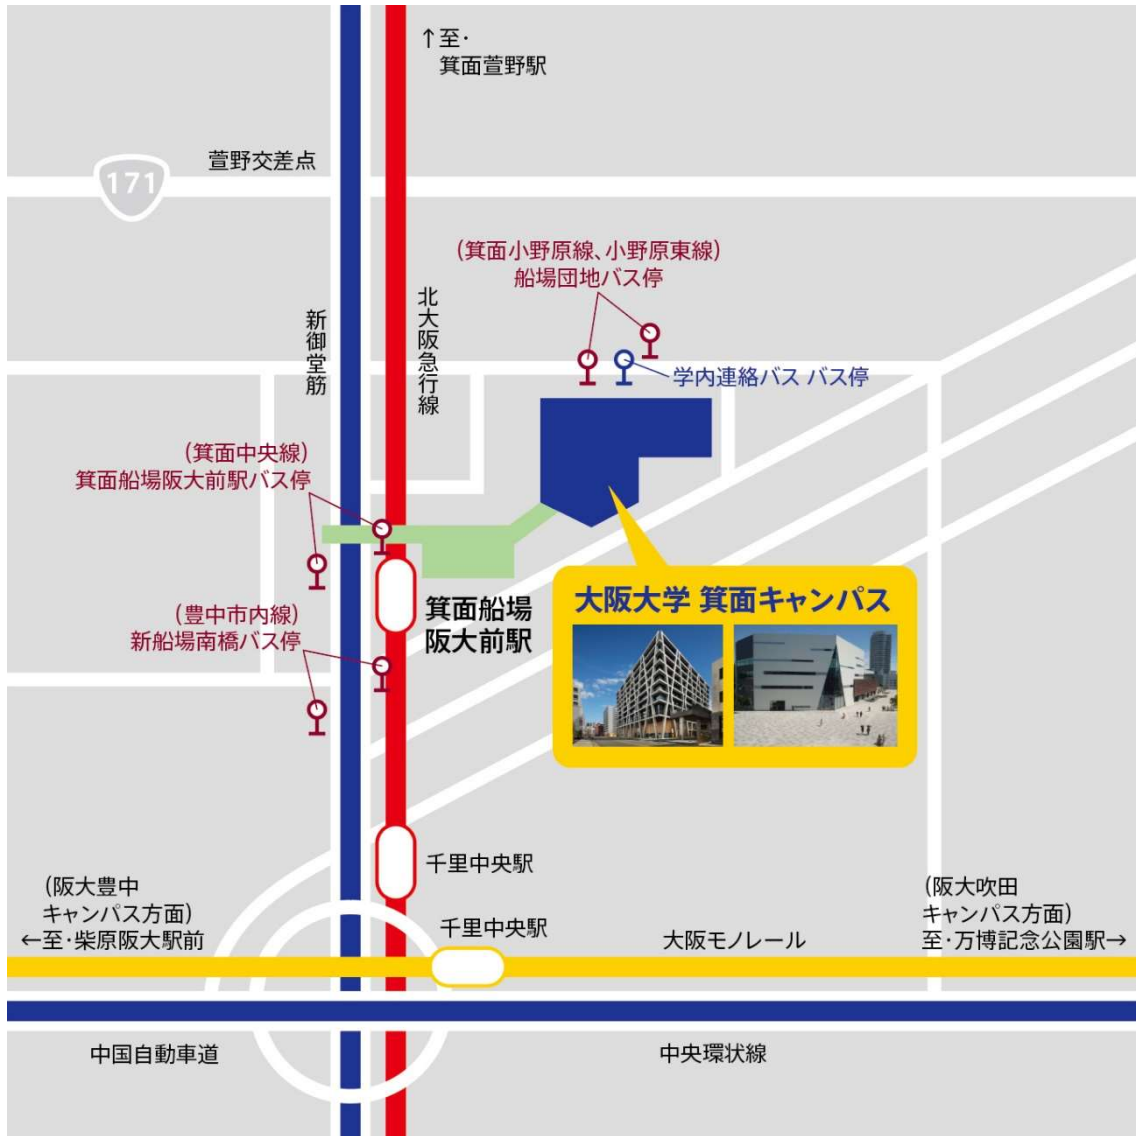 ↑至・
箕面萱野駅
萱野交差点
171
(箕面小野原線、小野原東線)
船場団地バス停
新御堂筋
北大阪急行線
学内連絡バス バス停
(箕面中央線)
箕面船場阪大前駅バス停
大阪大学 箕面キャンパス
箕面船場
阪大前駅
(豊中市内線)
新船場南橋バス停
千里中央駅
(阪大豊中
キャンパス方面)
←至・柴原阪大駅前
千里中央駅
大阪モノレール
(阪大吹田
キャンパス方面)
至・万博記念公園駅→
中国自動車道
中央環状線